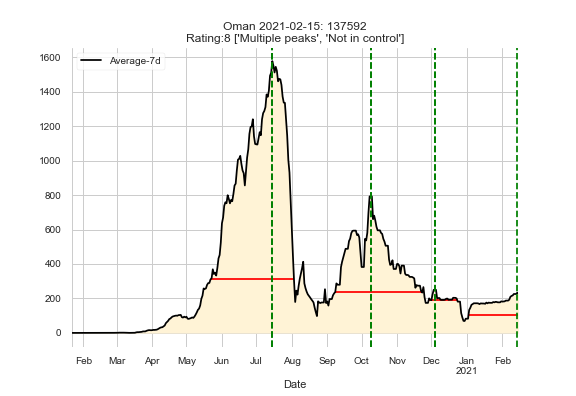 Oman 2021-02-15: 137592
Rating:8 ['Multiple peaks', 'Not in control']
Average-7d
1600
1400
1200
1000
800
600
400
200
0
Feb Mar Apr May Jun Jul Aug Sep Oct Nov Dec Jan Feb
2021
Date